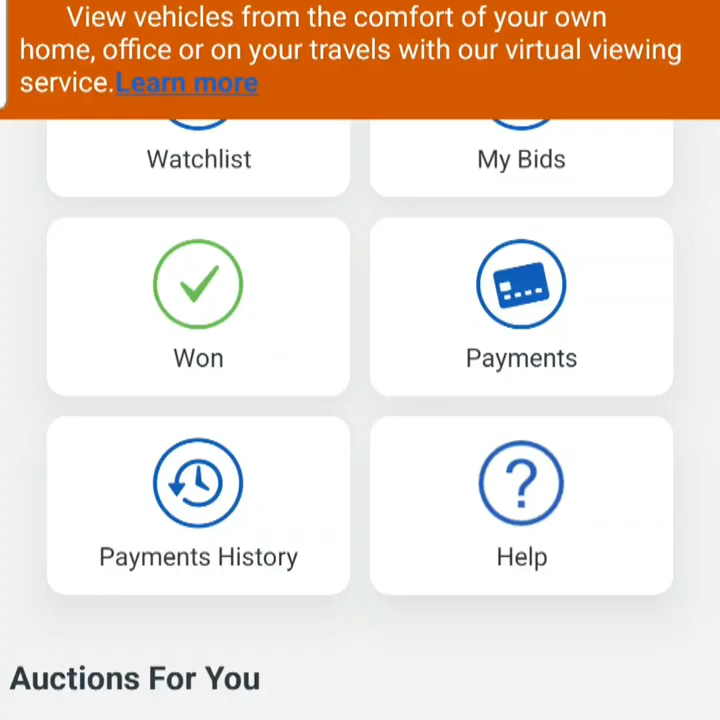 View vehicles from the comfort of your own
home, office or on your travels with our virtual viewing
service.Learn more
Watchlist
My Bids
Won
Payments
Payments History
Help
Auctions For You